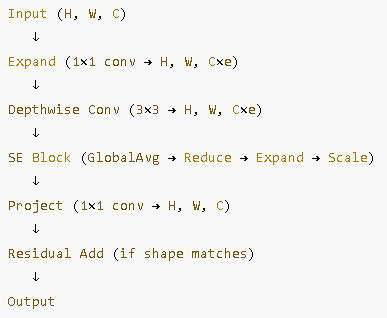 Input (H, W, C)
↓
Expand (1×1 conv → H, W, C×e)
↓
Depthwise Conv (3×3 → H, W, C×e)
↓
SE Block (GlobalAvg → Reduce → Expand → Scale)
↓
Project (1×1 conv → H, W, C)
↓
Residual Add (if shape matches)
↓
Output